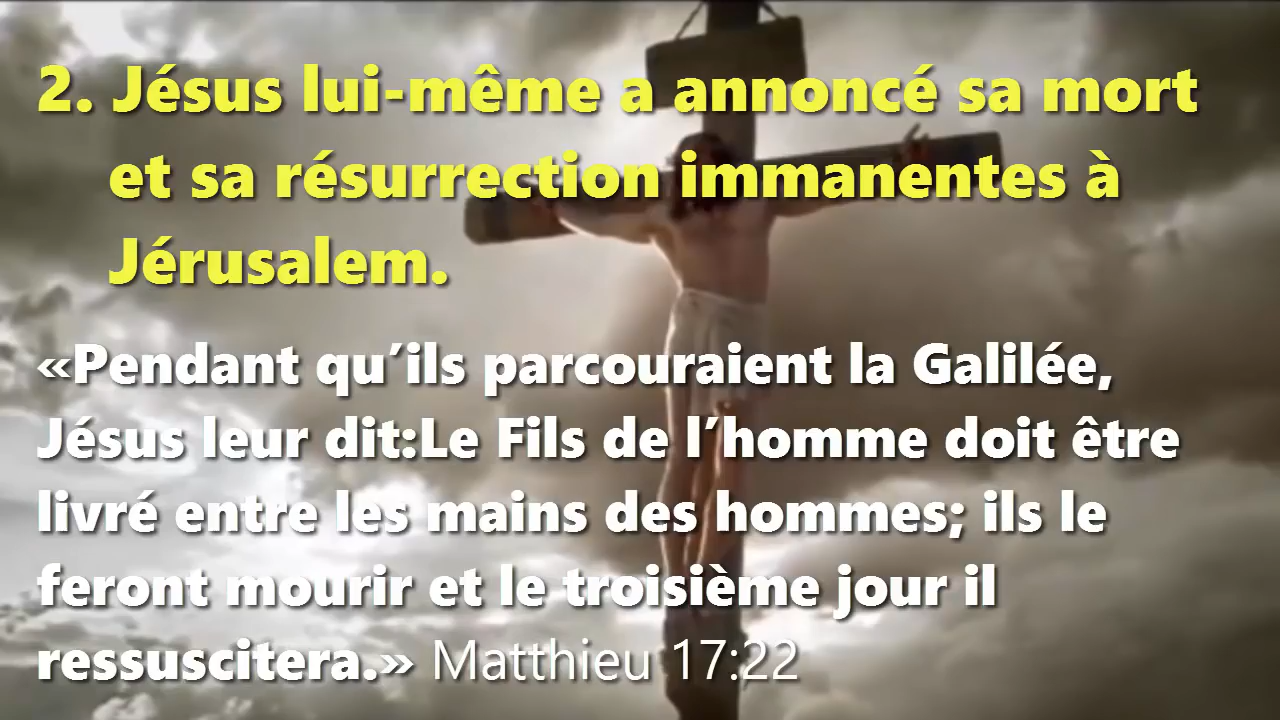 2. Jésus lui-même a annoncé sa mort
et sa résurrection immanentes à
Jérusalem.
«Pendant qu’ils parcouraient la Galilée,
Jésus leur dit:Le Fils de l’homme doit être
livré entre les mains des hommes; ils le
feront mourir et le troisième jour il
ressuscitera.» Matthieu 17:22